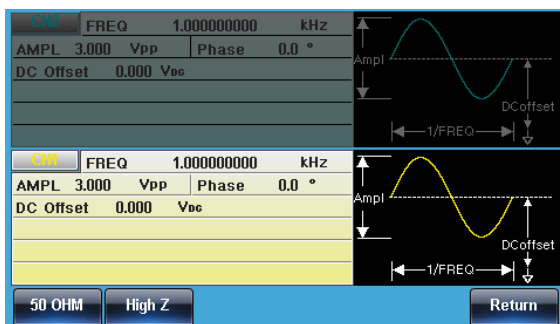 CH2 FREQ 1.000000000 kHz
AMPL 3.000 Vpp Phase 0.0 °
DC Offset 0.000 VDC
Ampl
DCoffset
1/FREQ
CH1 FREQ 1.000000000 kHz
AMPL 3.000 Vpp Phase 0.0 °
DC Offset 0.000 VDC
Ampl
DCoffset
1/FREQ
50 OHM High Z Return